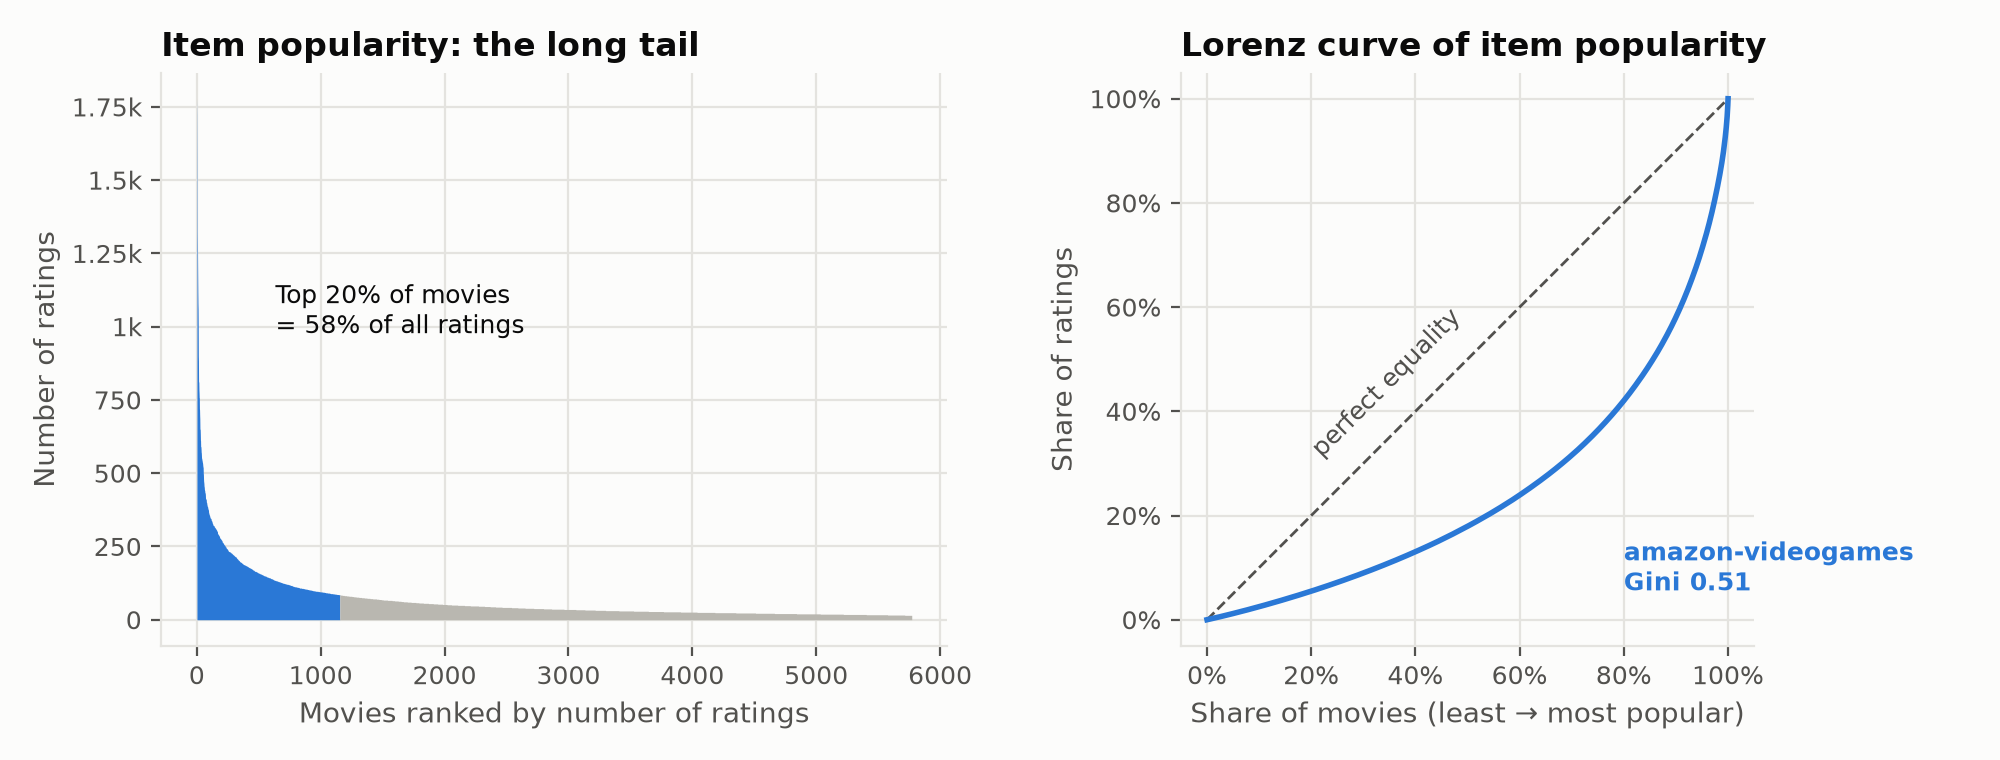 Item popularity: the long tail
Number of ratings
1.75k
1.5k
1.25k
1k
750
500
250
0
Top 20% of movies
= 58% of all ratings
0 1000 2000 3000 4000 5000 6000
Movies ranked by number of ratings
Lorenz curve of item popularity
Share of ratings
100%
80%
60%
40%
20%
0%
perfect equality
amazon-videogames
Gini 0.51
0% 20% 40% 60% 80% 100%
Share of movies (least → most popular)